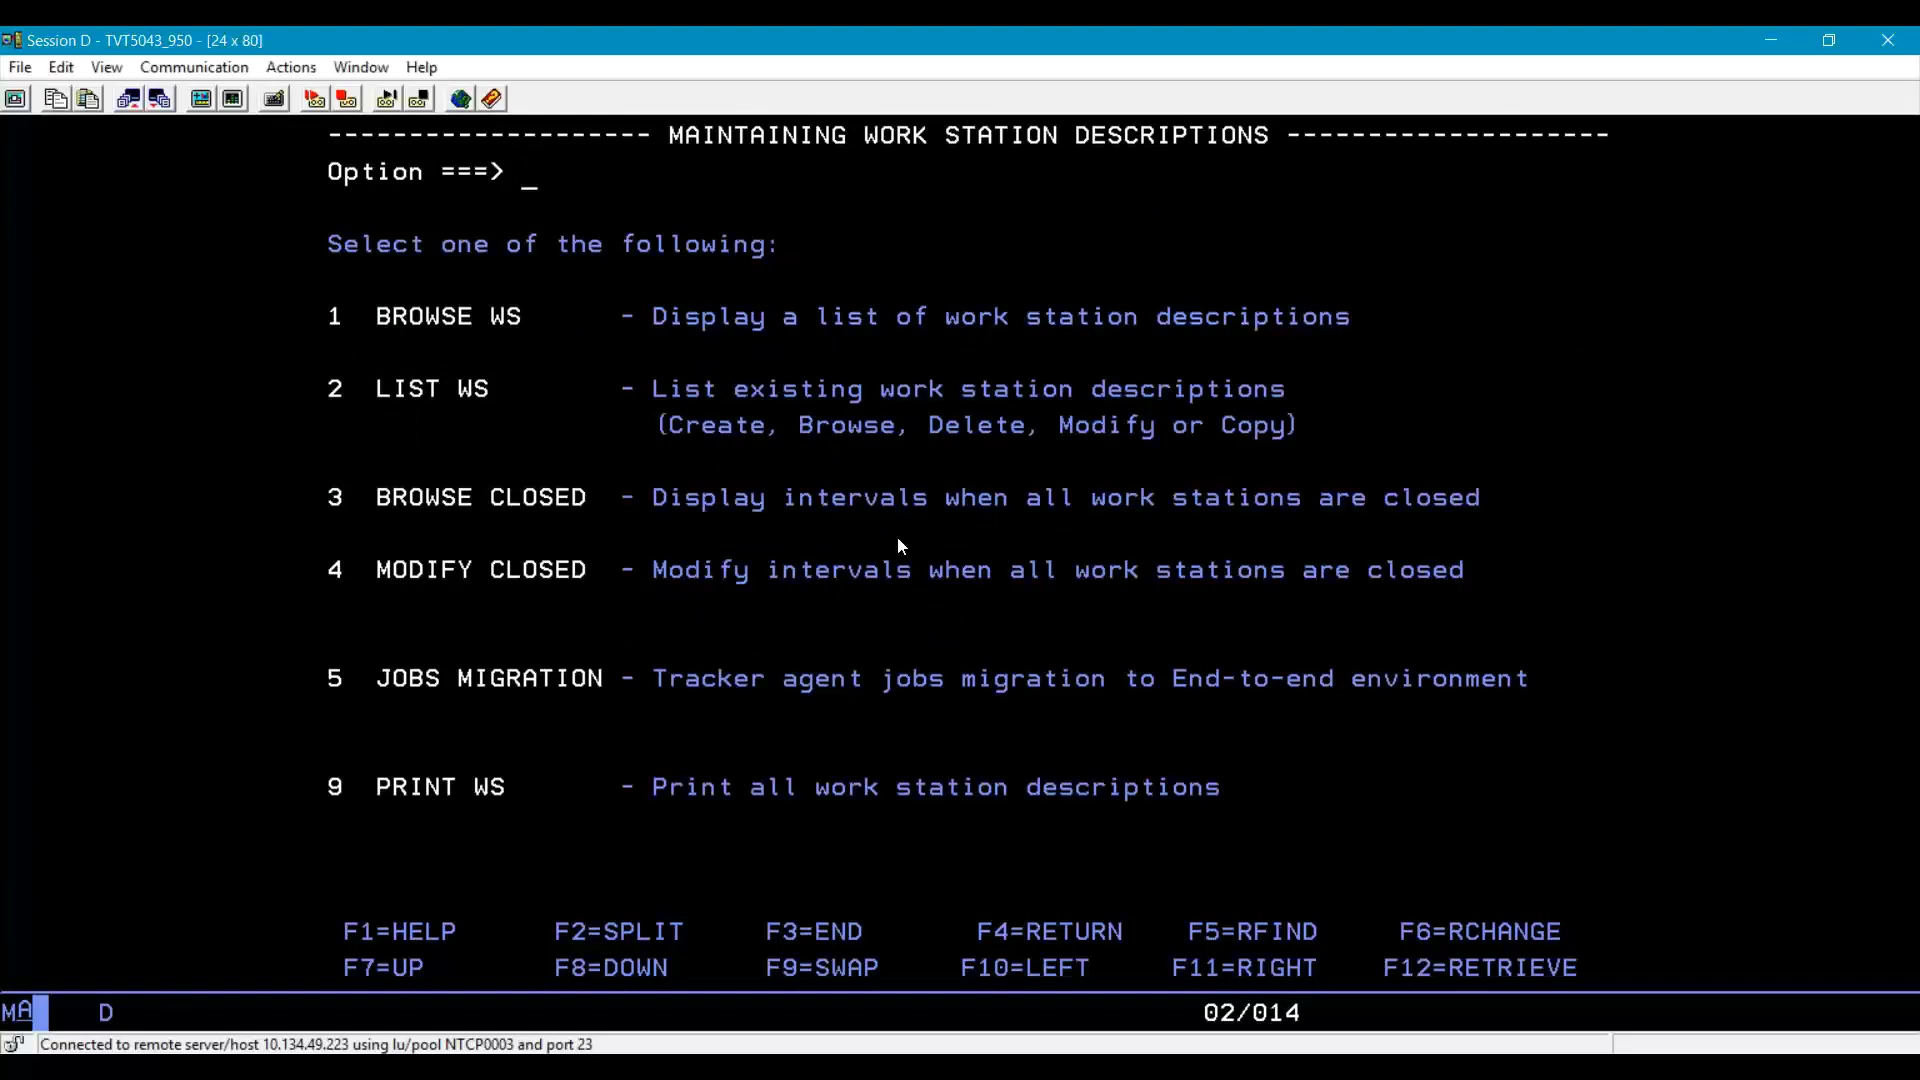 Session D - TVT5043_950 - [24 x 80]
File Edit View Communication Actions Window Help
-------------------- MAINTAINING WORK STATION DESCRIPTIONS --------------------
Option ===> _
Select one of the following:
1 BROWSE WS - Display a list of work station descriptions
2 LIST WS - List existing work station descriptions
(Create, Browse, Delete, Modify or Copy)
3 BROWSE CLOSED - Display intervals when all work stations are closed
4 MODIFY CLOSED - Modify intervals when all work stations are closed
5 JOBS MIGRATION - Tracker agent jobs migration to End-to-end environment
9 PRINT WS - Print all work station descriptions
F1=HELP F2=SPLIT F3=END F4=RETURN F5=RFIND F6=RCHANGE
F7=UP F8=DOWN F9=SWAP F10=LEFT F11=RIGHT F12=RETRIEVE
MA D 02/014
Connected to remote server/host 10.134.49.223 using lu/pool NTCP0003 and port 23